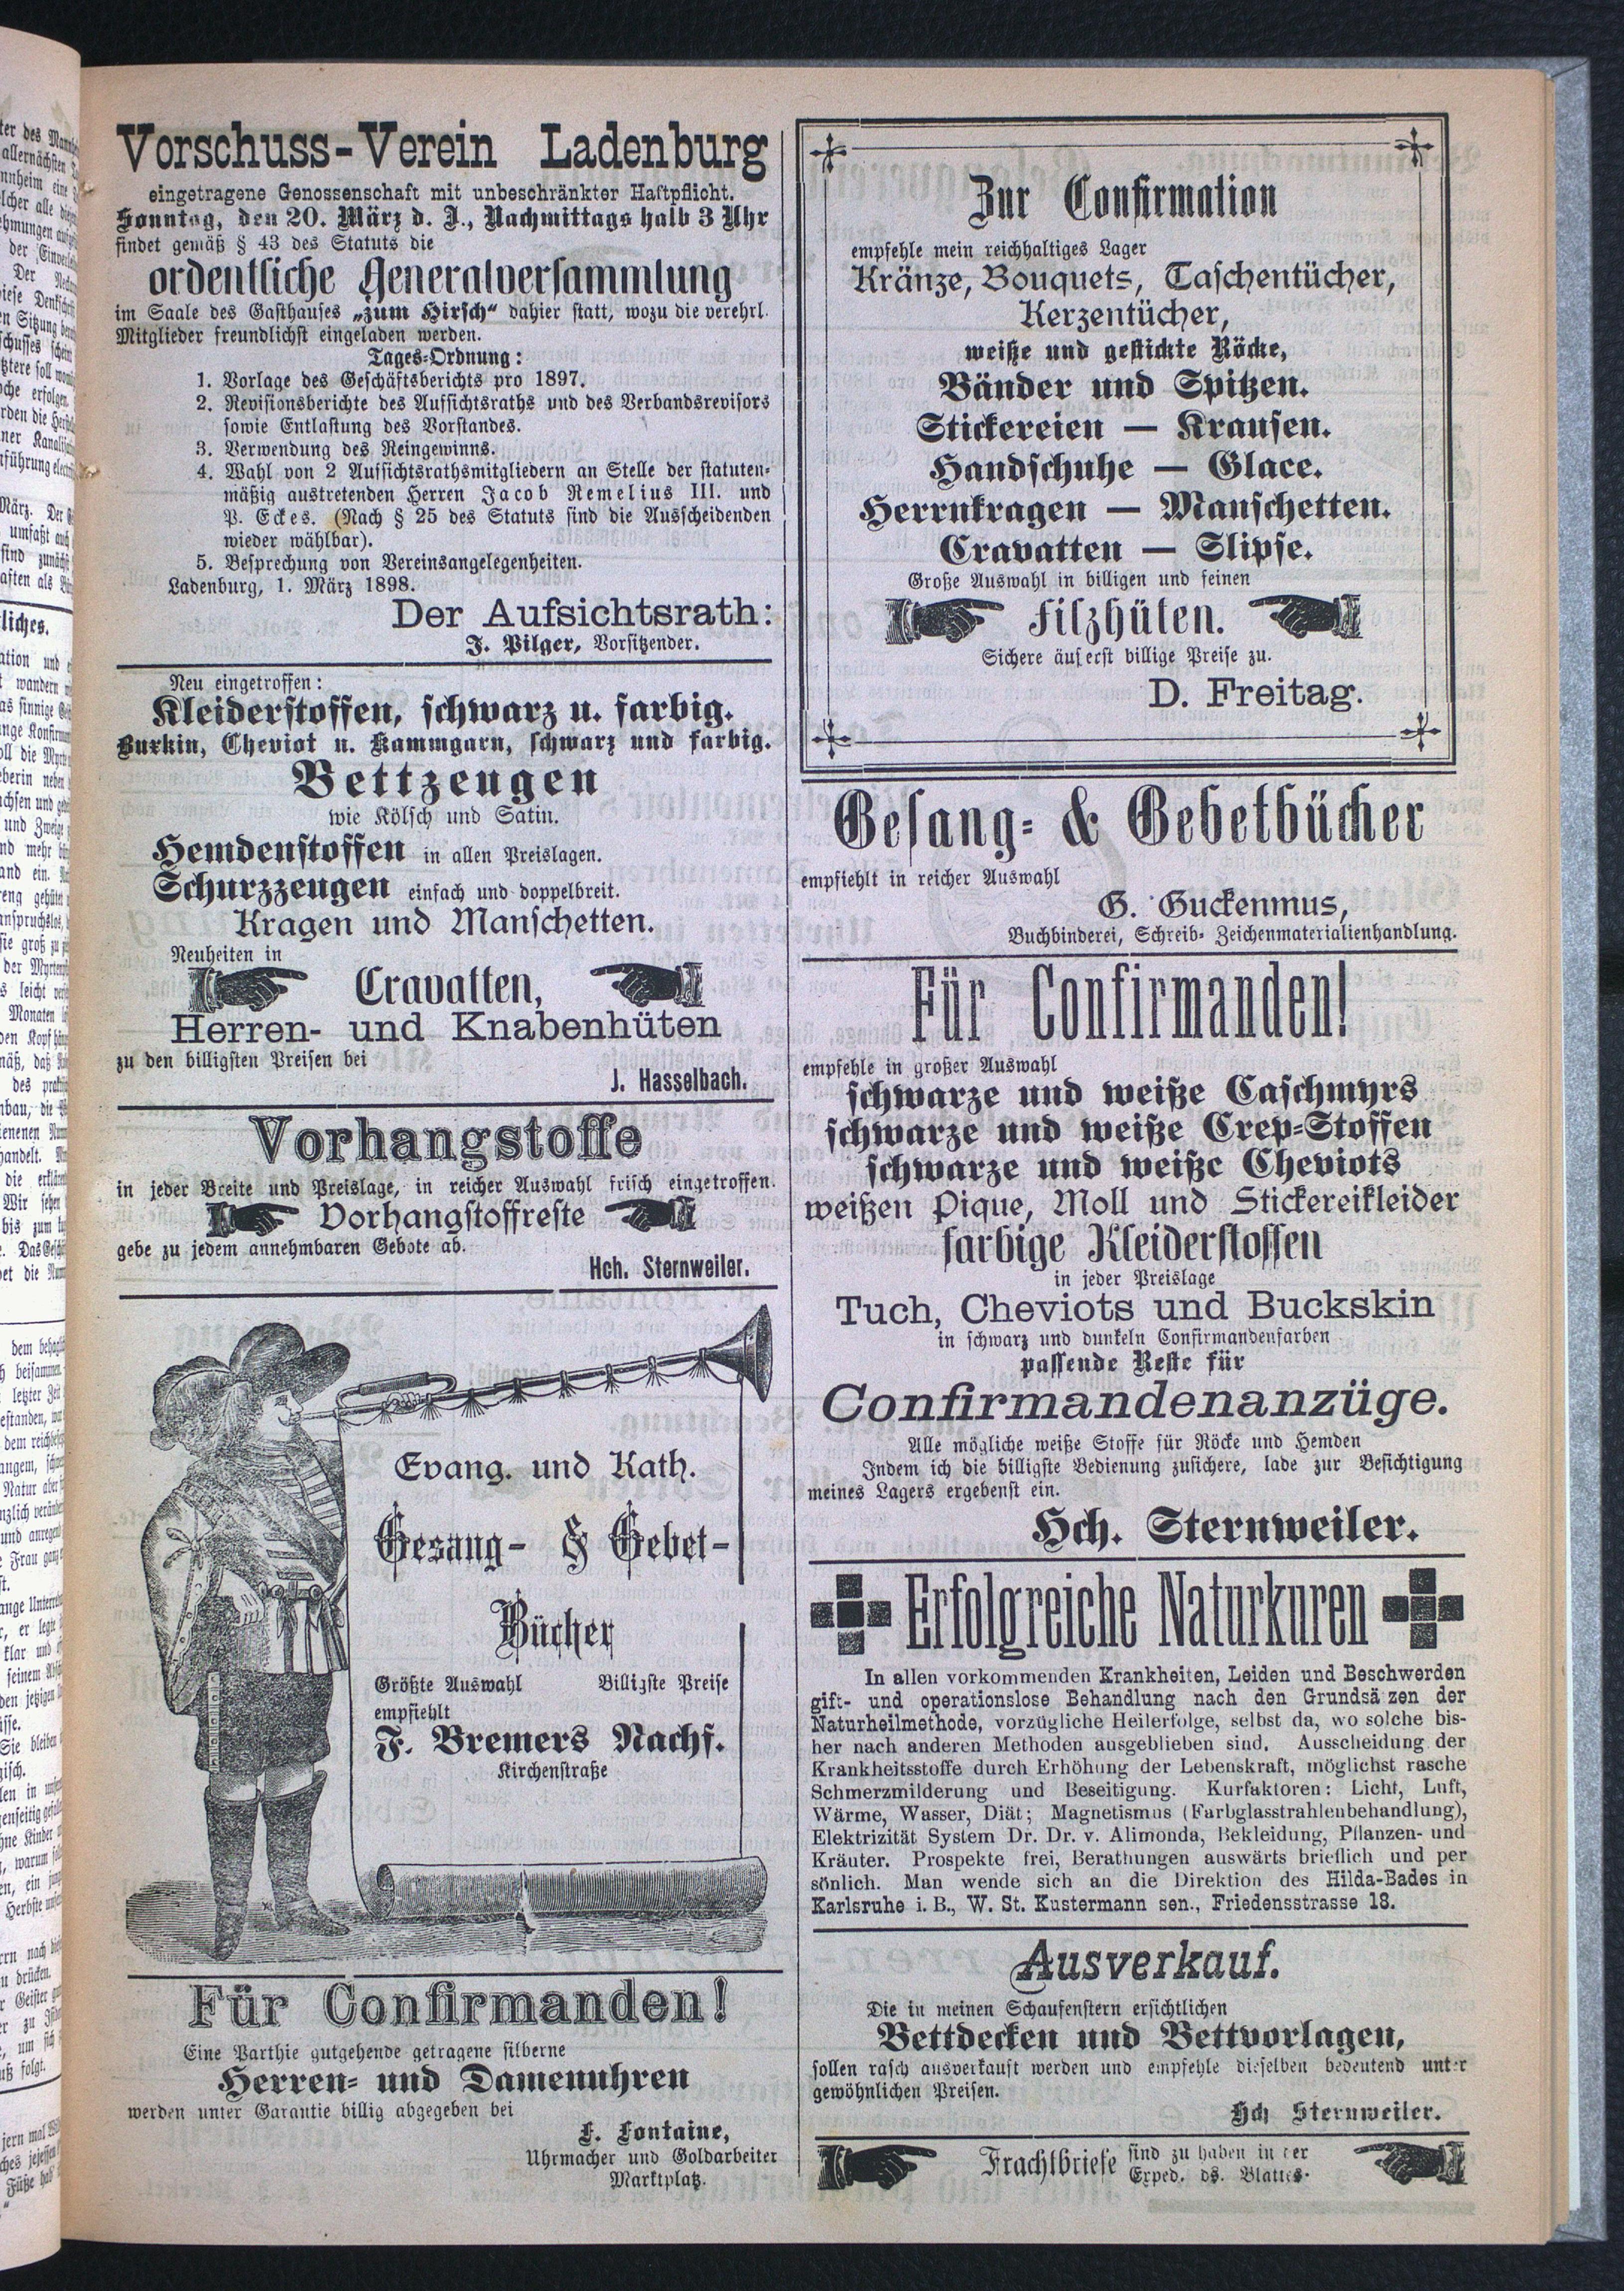 Vorschuss-Verein Ladenburg
eingetragene Genossenschaft mit unbeschränkter Haftpflicht.
Sonntag, den 20. März d. J., Nachmittags halb 3 Uhr
findet gemäß § 43 des Statuts die
ordentliche Generalversammlung
im Saale des Gasthauses „zum Hirsch“ dahier statt, wozu die verehrl.
Mitglieder freundlichst eingeladen werden.
Tages-Ordnung:
1. Vorlage des Geschäftsberichts pro 1897.
2. Revisionsberichte des Aufsichtsraths und des Verbandsrevisors
sowie Entlastung des Vorstandes.
3. Verwendung des Reingewinns.
4. Wahl von 2 Aufsichtsrathsmitgliedern an Stelle der statuten-
mäßig austretenden Herren Jacob Remelius III. und
P. Eckes. (Nach § 25 des Statuts sind die Ausscheidenden
wieder wählbar).
5. Besprechung von Vereinsangelegenheiten.
Ladenburg, 1. März 1898.
Der Aufsichtsrath:
J. Pilger, Vorsitzender.
Neu eingetroffen:
Kleiderstoffen, schwarz u. farbig.
Buxkin, Cheviot u. Kammgarn, schwarz und farbig.
Bettzeugen
wie Kölsch und Satin.
Hemdenstoffen in allen Preislagen.
Schurzzeugen einfach und doppelbreit.
Kragen und Manschetten.
Neuheiten in
Cravatten,
Herren- und Knabenhüten
zu den billigsten Preisen bei
J. Hasselbach.
Vorhangstoffe
in jeder Breite und Preislage, in reicher Auswahl frisch eingetroffen.
Vorhangstoffreste
gebe zu jedem annehmbaren Gebote ab.
Hch. Sternweiler.
Evang. und Kath.
Gesang- & Gebet-
Bücher
Größte Auswahl Billigste Preise
empfiehlt
F. Bremers Nachf.
Kirchenstraße
Für Confirmanden!
Eine Parthie gutgehende getragene silberne
Herren- und Damenuhren
werden unter Garantie billig abgegeben bei
F. Fontaine,
Uhrmacher und Goldarbeiter
Marktplatz.
Zur Confirmation
empfehle mein reichhaltiges Lager
Kränze, Bouquets, Taschentücher,
Kerzentücher,
weiße und gestickte Röcke,
Bänder und Spitzen.
Stickereien — Krausen.
Handschuhe — Glace.
Herrnkragen — Manschetten.
Cravatten — Slipse.
Große Auswahl in billigen und feinen
Filzhüten.
Sichere äußerst billige Preise zu.
D. Freitag.
Gesang- & Gebetbücher
empfiehlt in reicher Auswahl
G. Guckenmus,
Buchbinderei, Schreib- Zeichenmaterialienhandlung.
Für Confirmanden!
empfehle in großer Auswahl
schwarze und weiße Caschmyrs
schwarze und weiße Crep-Stoffen
schwarze und weiße Cheviots
weißen Pique, Moll und Stickereikleider
farbige Kleiderstoffen
in jeder Preislage
Tuch, Cheviots und Buckskin
in schwarz und dunkeln Confirmandenfarben
passende Reste für
Confirmandenanzüge.
Alle mögliche weiße Stoffe für Röcke und Hemden
Indem ich die billigste Bedienung zusichere, lade zur Besichtigung
meines Lagers ergebenst ein.
Hch. Sternweiler.
Erfolgreiche Naturkuren
In allen vorkommenden Krankheiten, Leiden und Beschwerden
gift- und operationslose Behandlung nach den Grundsätzen der
Naturheilmethode, vorzügliche Heilerfolge, selbst da, wo solche bis-
her nach anderen Methoden ausgeblieben sind. Ausscheidung der
Krankheitsstoffe durch Erhöhung der Lebenskraft, möglichst rasche
Schmerzmilderung und Beseitigung. Kurfaktoren: Licht, Luft,
Wärme, Wasser, Diät; Magnetismus (Farbglasstrahlenbehandlung),
Elektrizität System Dr. Dr. v. Alimonda, Bekleidung, Pflanzen- und
Kräuter. Prospekte frei, Berathungen auswärts brieflich und per
sönlich. Man wende sich an die Direktion des Hilda-Bades in
Karlsruhe i. B., W. St. Kustermann sen., Friedensstrasse 18.
Ausverkauf.
Die in meinen Schaufenstern ersichtlichen
Bettdecken und Bettvorlagen,
sollen rasch ausverkauft werden und empfehle dieselben bedeutend unter
gewöhnlichen Preisen.
Hch Sternweiler.
Frachtbriefe sind zu haben in der
Exped. ds. Blattes.